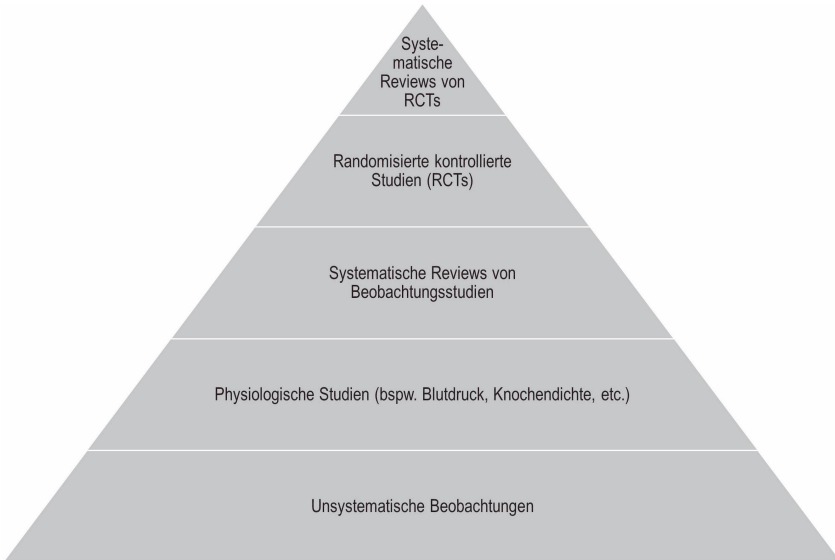 Syste-
matische
Reviews von
RCTs
Randomisierte kontrollierte
Studien (RCTs)
Systematische Reviews von
Beobachtungsstudien
Physiologische Studien (bspw. Blutdruck, Knochendichte, etc.)
Unsystematische Beobachtungen